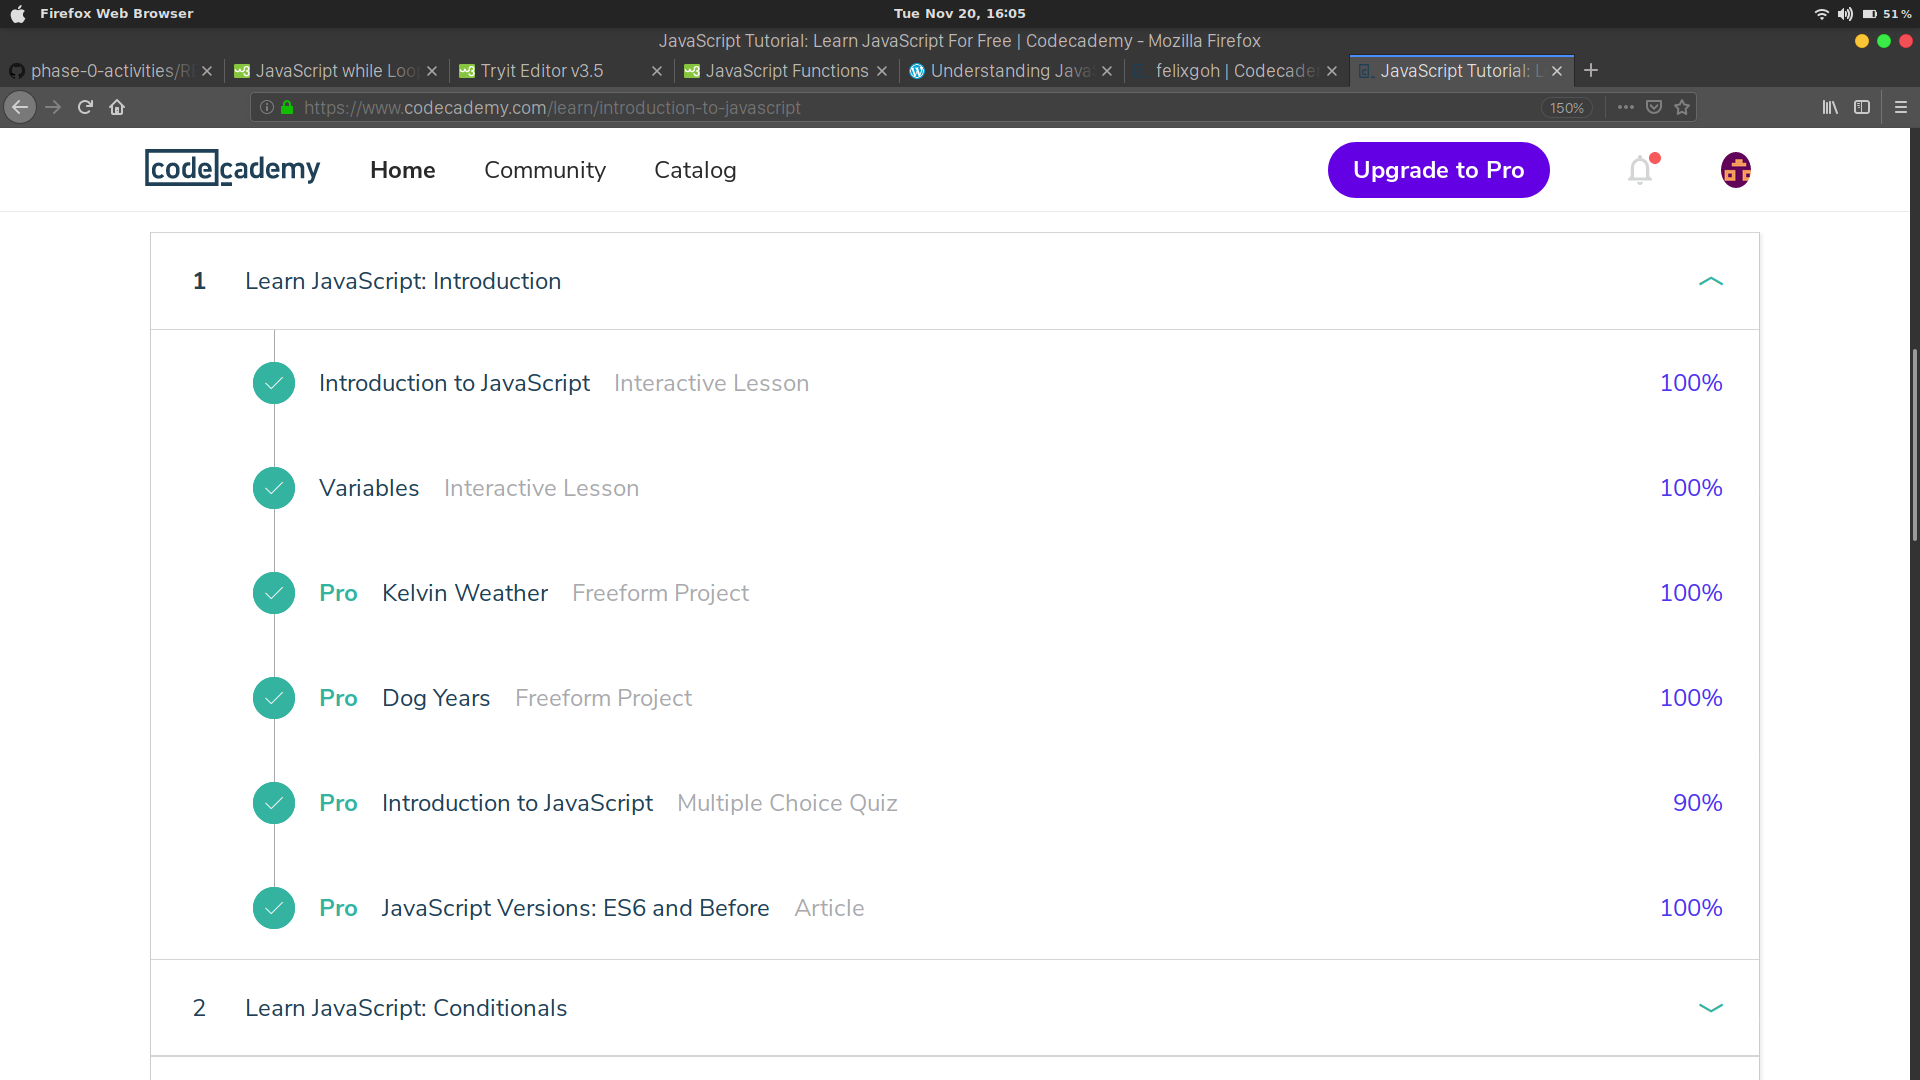 Firefox Web Browser
Tue Nov 20, 16:05
51%
JavaScript Tutorial: Learn JavaScript For Free | Codecademy - Mozilla Firefox
phase-0-activities/R
JavaScript while Loo
Tryit Editor v3.5
JavaScript Functions
Understanding Java
felixgoh | Codecade
JavaScript Tutorial: L
https://www.codecademy.com/learn/introduction-to-javascript
150%
codecademy
Home
Community
Catalog
Upgrade to Pro
1 Learn JavaScript: Introduction
Introduction to JavaScript Interactive Lesson 100%
Variables Interactive Lesson 100%
Pro Kelvin Weather Freeform Project 100%
Pro Dog Years Freeform Project 100%
Pro Introduction to JavaScript Multiple Choice Quiz 90%
Pro JavaScript Versions: ES6 and Before Article 100%
2 Learn JavaScript: Conditionals